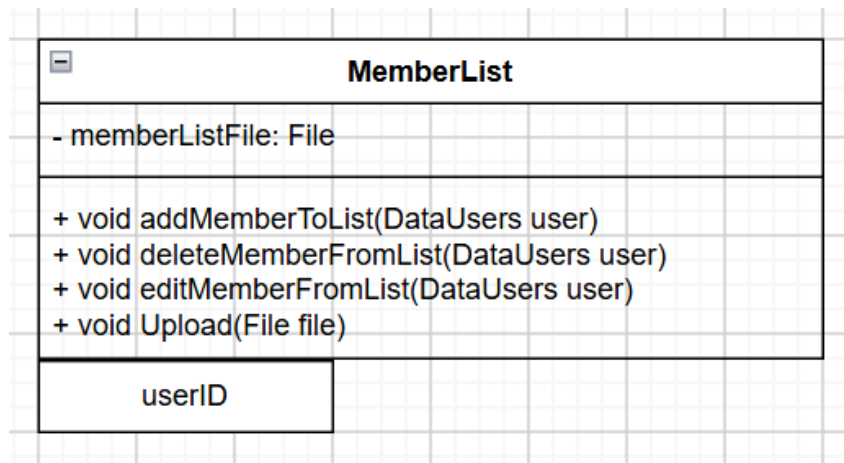 MemberList
- memberListFile: File
+ void addMemberToList(DataUsers user)
+ void deleteMemberFromList(DataUsers user)
+ void editMemberFromList(DataUsers user)
+ void Upload(File file)
userID